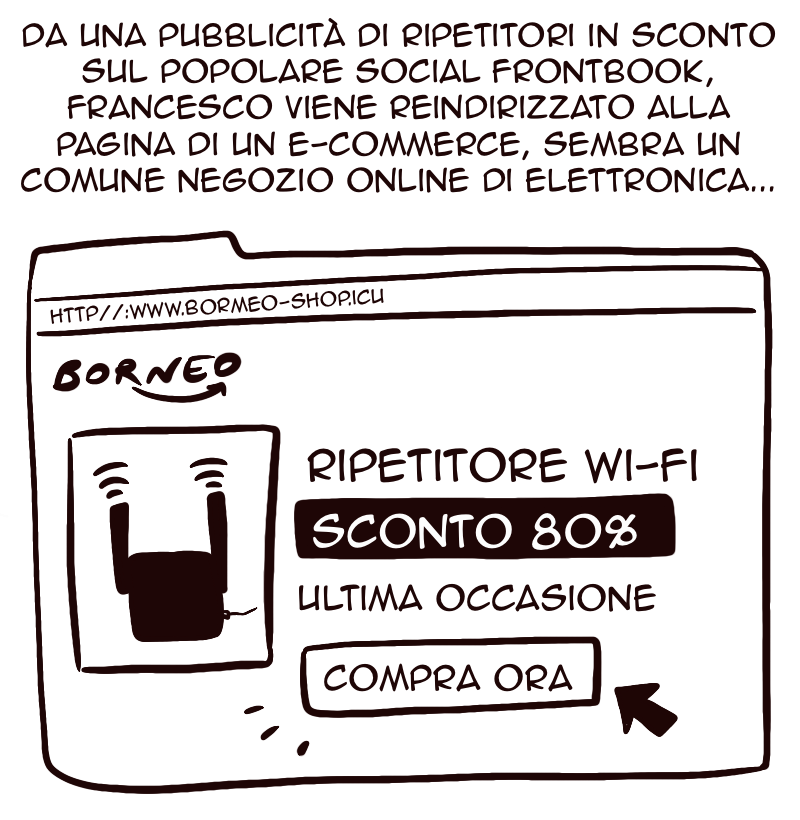 DA UNA PUBBLICITÀ DI RIPETITORI IN SCONTO
SUL POPOLARE SOCIAL FRONTBOOK,
FRANCESCO VIENE REINDIRIZZATO ALLA
PAGINA DI UN E-COMMERCE, SEMBRA UN
COMUNE NEGOZIO ONLINE DI ELETTRONICA...
HTTP//:WWW.BORMEO-SHOP.ICU
BORNEO
RIPETITORE WI-FI
SCONTO 80%
ULTIMA OCCASIONE
COMPRA ORA